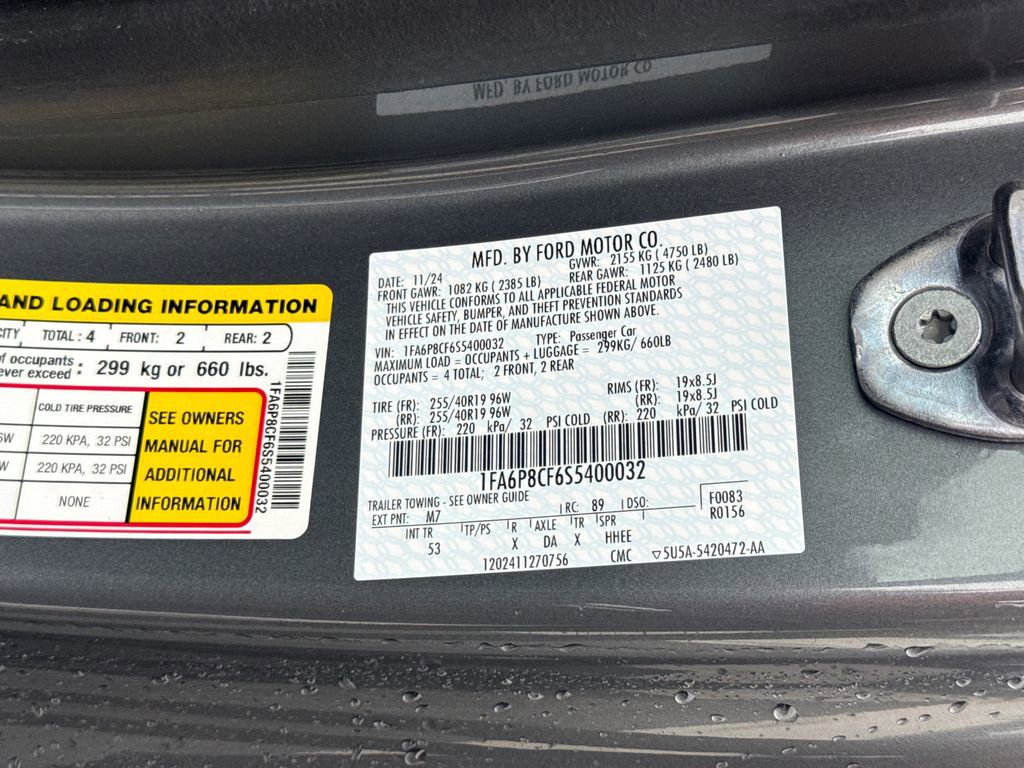 MFD. BY FORD MOTOR CO.
AND LOADING INFORMATION
CITY TOTAL: 4 FRONT: 2 REAR: 2
of occupants
never exceed : 299 kg or 660 lbs.
COLD TIRE PRESSURE
6W 220 KPA, 32 PSI
W 220 KPA, 32 PSI
NONE
SEE OWNERS
MANUAL FOR
ADDITIONAL
INFORMATION
1FA6P8CF6S5400032
MFD. BY FORD MOTOR CO.
DATE: 11/24 GVWR: 2155 KG ( 4750 LB)
FRONT GAWR: 1082 KG ( 2385 LB) REAR GAWR: 1125 KG ( 2480 LB)
THIS VEHICLE CONFORMS TO ALL APPLICABLE FEDERAL MOTOR
VEHICLE SAFETY, BUMPER, AND THEFT PREVENTION STANDARDS
IN EFFECT ON THE DATE OF MANUFACTURE SHOWN ABOVE.
VIN: 1FA6P8CF6S5400032 TYPE: Passenger Car
MAXIMUM LOAD = OCCUPANTS + LUGGAGE = 299KG/ 660LB
OCCUPANTS = 4 TOTAL; 2 FRONT, 2 REAR
TIRE (FR): 255/40R19 96W RIMS (FR): 19x8.5J
(RR): 255/40R19 96W (RR): 19x8.5J
PRESSURE (FR): 220 kPa/ 32 PSI COLD (RR): 220 kPa/ 32 PSI COLD
1FA6P8CF6S5400032
TRAILER TOWING - SEE OWNER GUIDE
EXT PNT: M7 RC: 89 DSO: F0083
R0156
INT TR TP/PS R AXLE TR SPR
53 X DA X HHEE
1202411270756 CMC ▽5U5A-5420472-AA